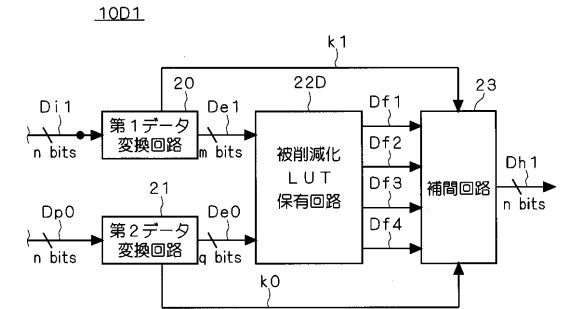 10D1
k1
Di1
n bits
20
第1データ
変換回路
De1
m bits
22D
被削減化
LUT
保有回路
Df1
Df2
Df3
Df4
23
補間回路
Dh1
n bits
Dp0
n bits
21
第2データ
変換回路
De0
q bits
k0